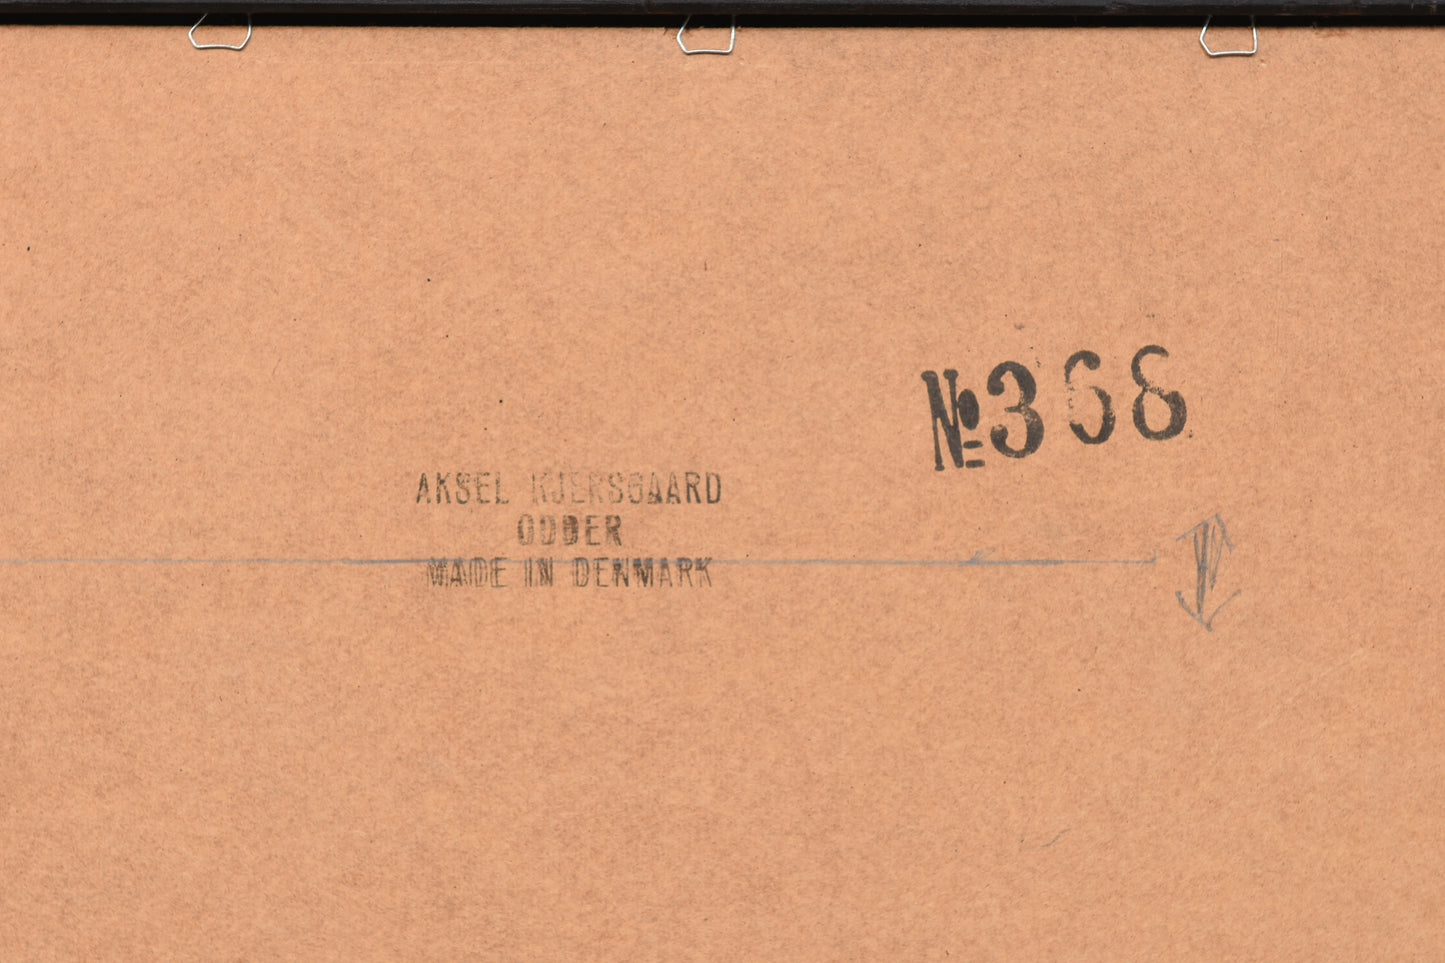 №368
AKSEL KJERSGAARD
ODDER
MADE IN DENMARK